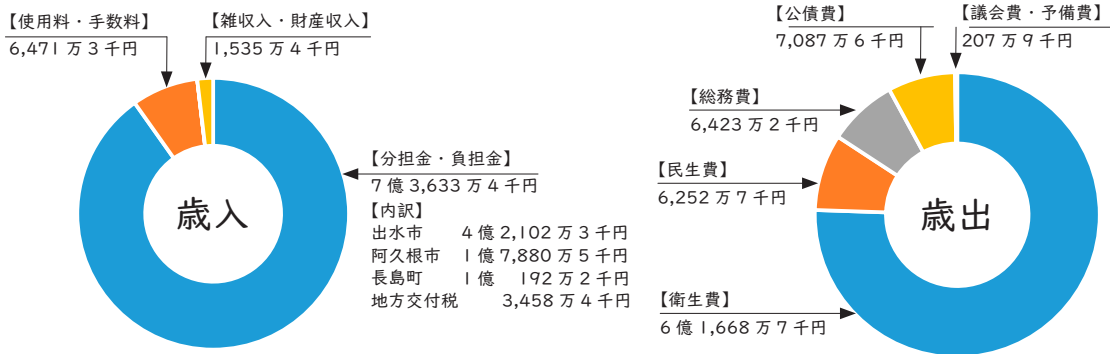 【使用料・手数料】
6,471 万 3 千円
【雑収入・財産収入】
1,535 万 4 千円
歳入
【分担金・負担金】
7 億 3,633 万 4 千円
【内訳】
出水市 4 億 2,102 万 3 千円
阿久根市 1 億 7,880 万 5 千円
長島町 1 億 192 万 2 千円
地方交付税 3,458 万 4 千円
【公債費】
7,087 万 6 千円
【議会費・予備費】
207 万 9 千円
【総務費】
6,423 万 2 千円
【民生費】
6,252 万 7 千円
歳出
【衛生費】
6 億 1,668 万 7 千円